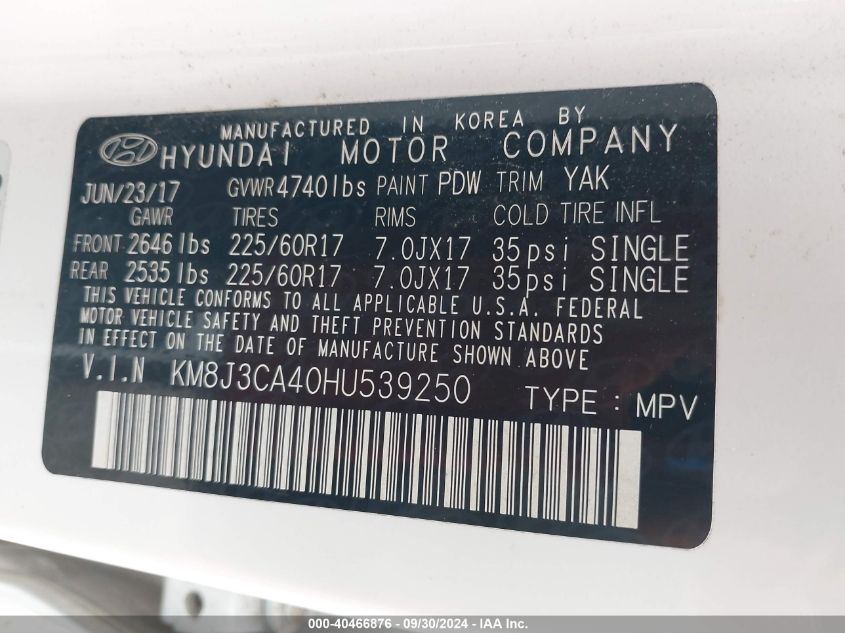 MANUFACTURED IN KOREA BY
HYUNDAI MOTOR COMPANY
JUN/23/17 GVWR 4740lbs PAINT PDW TRIM YAK
GAWR TIRES RIMS COLD TIRE INFL
FRONT 2646 lbs 225/60R17 7.0JX17 35psi SINGLE
REAR 2535 lbs 225/60R17 7.0JX17 35psi SINGLE
THIS VEHICLE CONFORMS TO ALL APPLICABLE U.S.A. FEDERAL
MOTOR VEHICLE SAFETY AND THEFT PREVENTION STANDARDS
IN EFFECT ON THE DATE OF MANUFACTURE SHOWN ABOVE.
V.I.N KM8J3CA40HU539250 TYPE : MPV
000-40466876 - 09/30/2024 - IAA Inc.